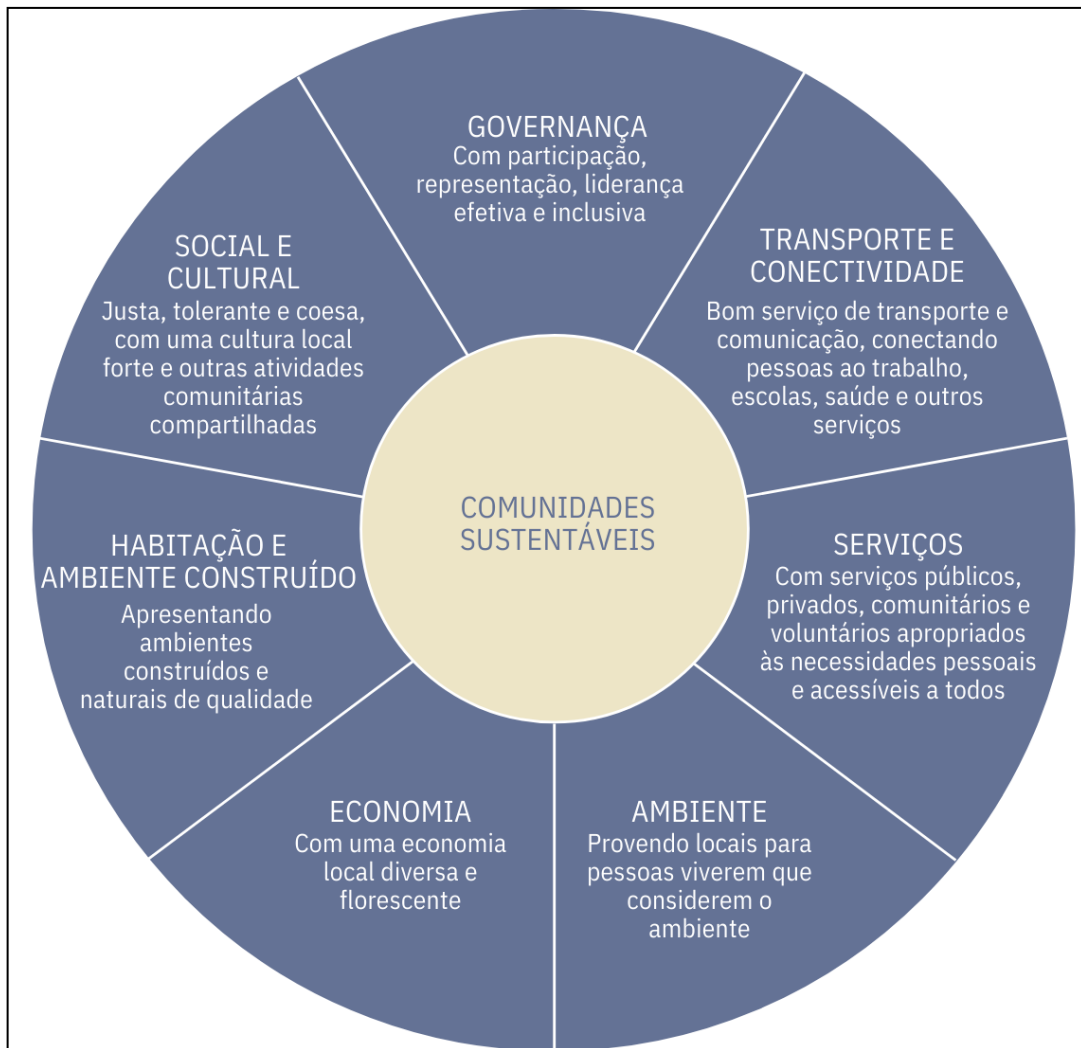 GOVERNANÇA
Com participação,
representação, liderança
efetiva e inclusiva
TRANSPORTE E
CONECTIVIDADE
Bom serviço de transporte e
comunicação, conectando
pessoas ao trabalho,
escolas, saúde e outros
serviços
SERVIÇOS
Com serviços públicos,
privados, comunitários e
voluntários apropriados
às necessidades pessoais
e acessíveis a todos
AMBIENTE
Provendo locais para
pessoas viverem que
considerem o
ambiente
ECONOMIA
Com uma economia
local diversa e
florescente
HABITAÇÃO E
AMBIENTE CONSTRUÍDO
Apresentando
ambientes
construídos e
naturais de qualidade
SOCIAL E
CULTURAL
Justa, tolerante e coesa,
com uma cultura local
forte e outras atividades
comunitárias
compartilhadas
COMUNIDADES
SUSTENTÁVEIS